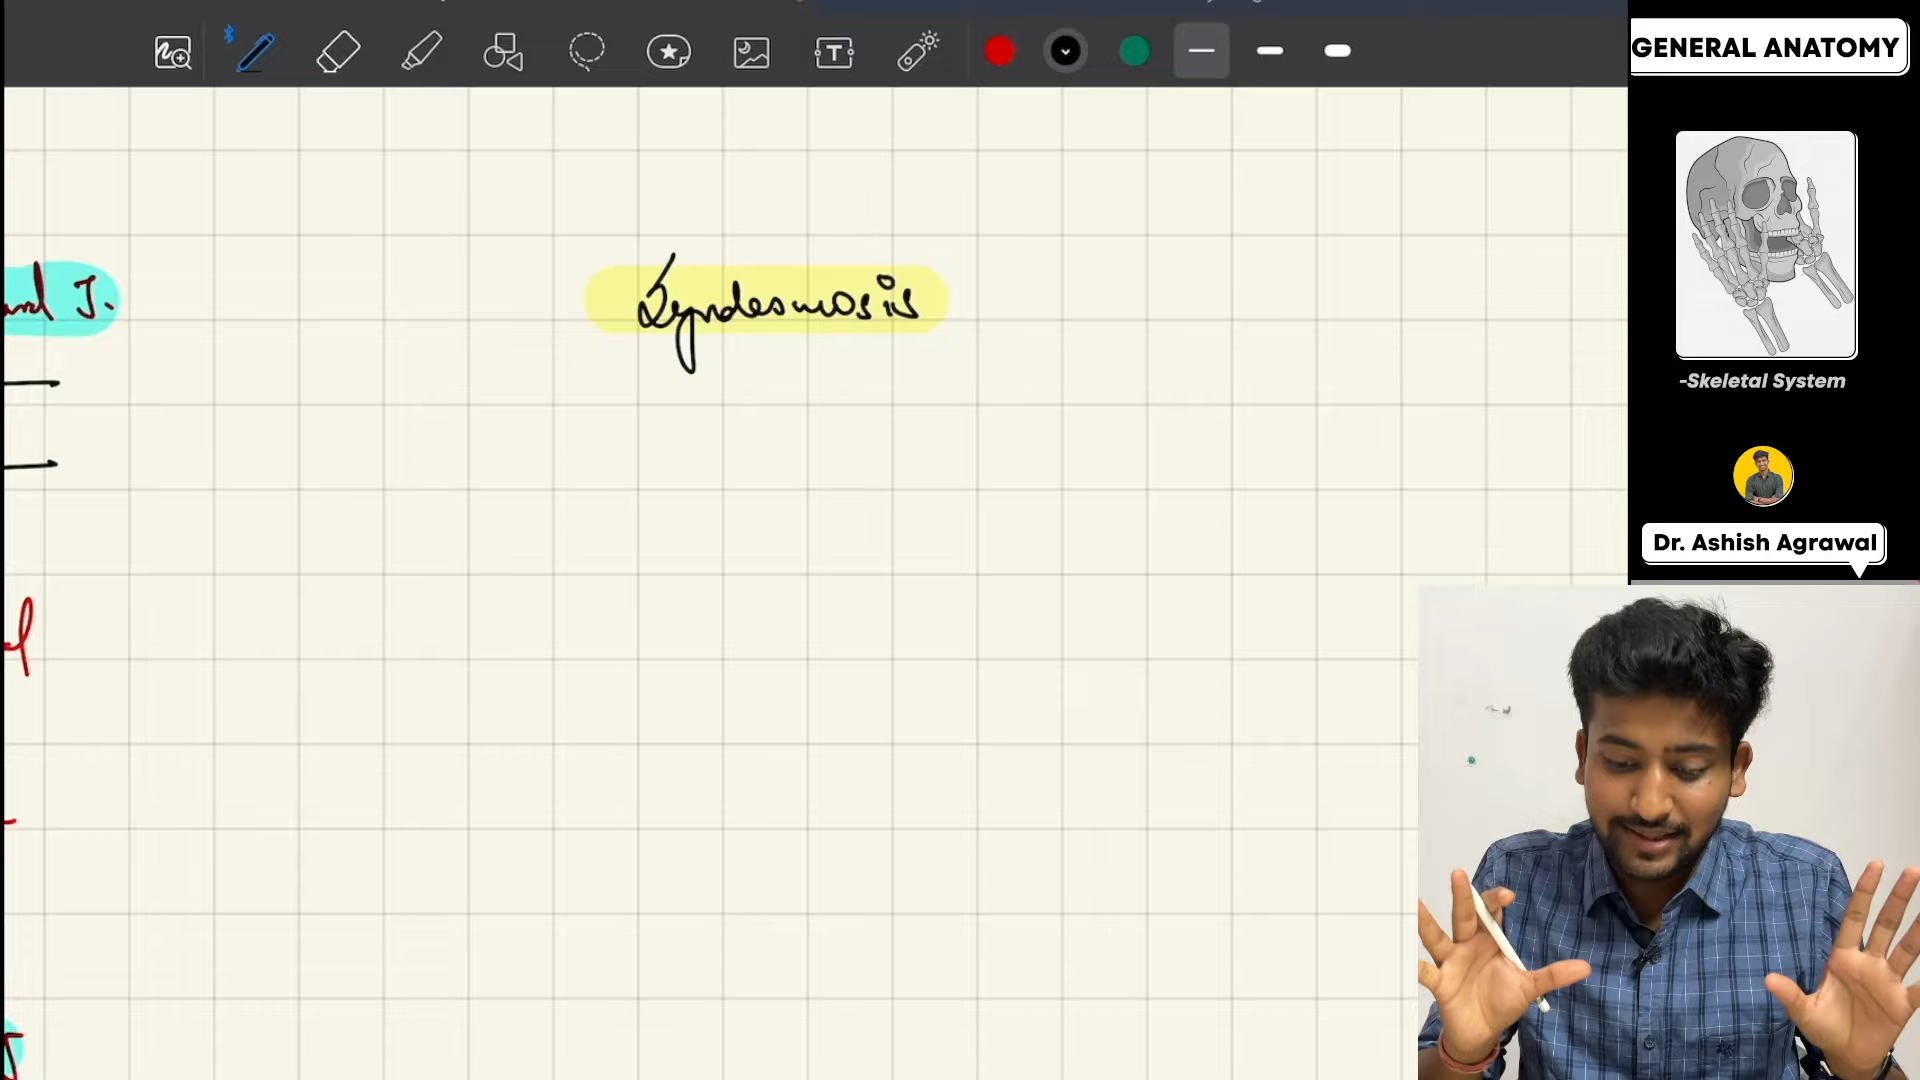 GENERAL ANATOMY
J.
Syndesmosis
-Skeletal System
Dr. Ashish Agrawal
T